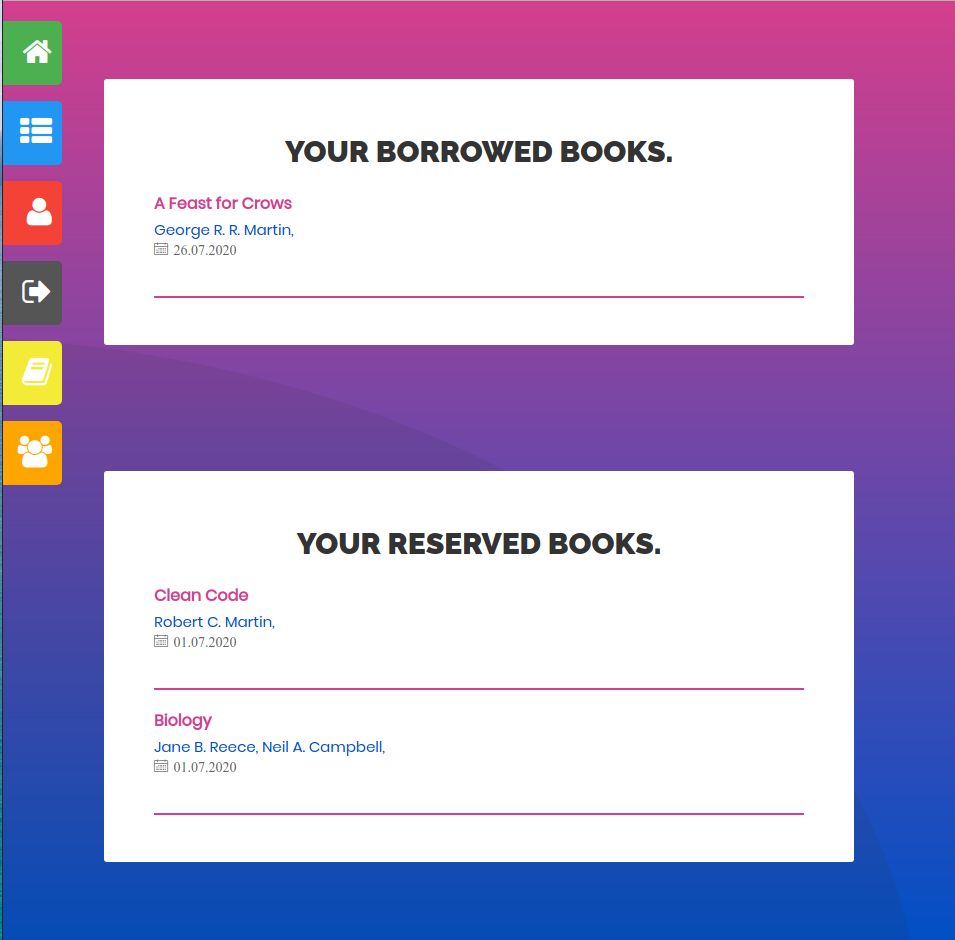 YOUR BORROWED BOOKS.
A Feast for Crows
George R. R. Martin,
26.07.2020
YOUR RESERVED BOOKS.
Clean Code
Robert C. Martin,
01.07.2020
Biology
Jane B. Reece, Neil A. Campbell,
01.07.2020